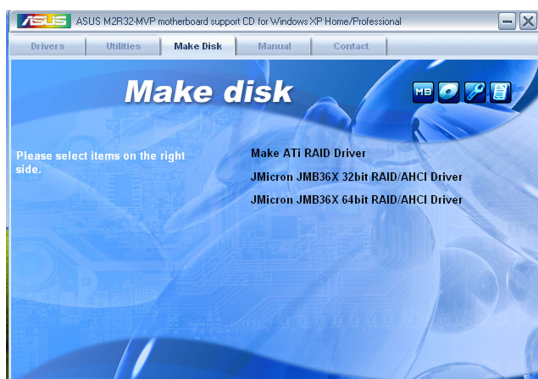 ASUS ASUS M2R32-MVP motherboard support CD for Windows XP Home/Professional
Drivers Utilities Make Disk Manual Contact
Make disk
MB
Please select items on the right
side.
Make ATi RAID Driver
JMicron JMB36X 32bit RAID/AHCI Driver
JMicron JMB36X 64bit RAID/AHCI Driver